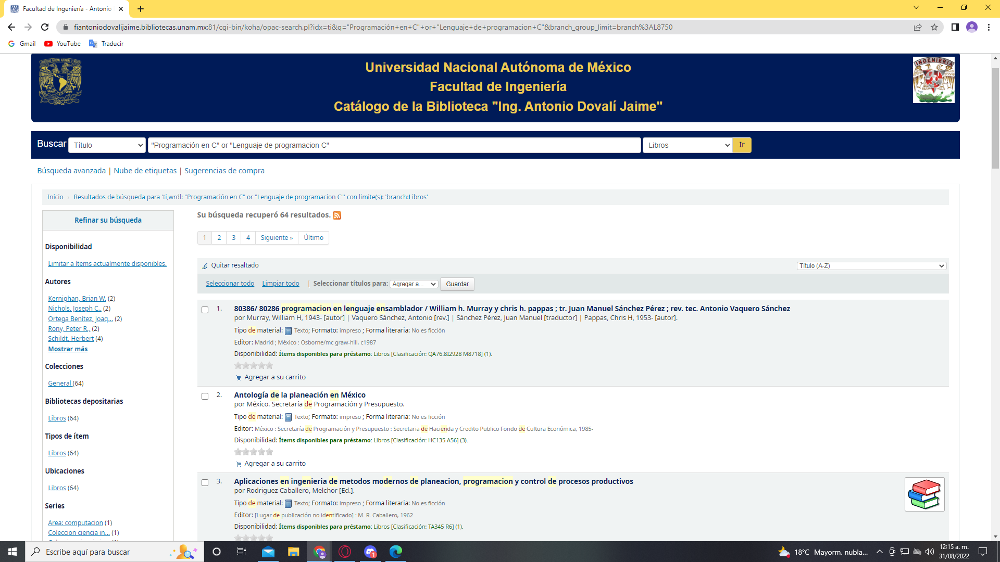 Facultad de Ingeniería - Antonio
fiantoniodovalijaime.bibliotecas.unam.mx:81/cgi-bin/koha/opac-search.pl?idx=ti&q="Programación+en+C"+or+"Lenguaje+de+programacion+C"&branch_group_limit=branch%3AL8750
Gmail YouTube Traducir
Universidad Nacional Autónoma de México
Facultad de Ingeniería
Catálogo de la Biblioteca "Ing. Antonio Dovalí Jaime"
INGENIERIA
Buscar Título "Programación en C" or "Lenguaje de programacion C" Libros Ir
Búsqueda avanzada | Nube de etiquetas | Sugerencias de compra
Inicio › Resultados de búsqueda para 'ti,wrdl: "Programación en C" or "Lenguaje de programacion C"' con limite(s): 'branch:Libros'
Refinar su búsqueda
Disponibilidad
Limitar a ítems actualmente disponibles.
Autores
Kernighan, Brian W. (2)
Nichols, Joseph C., (2)
Ortega Benítez, Joaq... (2)
Rony, Peter R., (2)
Schildt, Herbert (4)
Mostrar más
Colecciones
General (64)
Bibliotecas depositarias
Libros (64)
Tipos de ítem
Libros (64)
Ubicaciones
Libros (64)
Series
Area: computacion (1)
Coleccion ciencia in... (1)
Su búsqueda recuperó 64 resultados.
1 2 3 4 Siguiente » Último
Quitar resaltado Título (A-Z)
Seleccionar todo Limpiar todo | Seleccionar títulos para: Agregar a... Guardar
1. 80386/ 80286 programacion en lenguaje ensamblador / William h. Murray y chris h. pappas ; tr. Juan Manuel Sánchez Pérez ; rev. tec. Antonio Vaquero Sánchez
por Murray, William H, 1943- [autor] | Vaquero Sánchez, Antonio [rev.] | Sánchez Pérez, Juan Manuel [traductor] | Pappas, Chris H, 1953- [autor].
Tipo de material: Texto; Formato: impreso ; Forma literaria: No es ficción
Editor: Madrid ; México : Osborne/mc graw-hill, c1987
Disponibilidad: Ítems disponibles para préstamo: Libros [Clasificación: QA76.8I2928 M8718] (1).
Agregar a su carrito
2. Antología de la planeación en México
por México. Secretaría de Programación y Presupuesto.
Tipo de material: Texto; Formato: impreso ; Forma literaria: No es ficción
Editor: México : Secretaría de Programación y Presupuesto : Secretaria de Hacienda y Credito Publico Fondo de Cultura Económica, 1985-
Disponibilidad: Ítems disponibles para préstamo: Libros [Clasificación: HC135 A56] (3).
Agregar a su carrito
3. Aplicaciones en ingenieria de metodos modernos de planeacion, programacion y control de procesos productivos
por Rodriguez Caballero, Melchor [Ed.].
Tipo de material: Texto; Formato: impreso ; Forma literaria: No es ficción
Editor: [Lugar de publicación no identificado] : M. R. Caballero, 1962
Disponibilidad: Ítems disponibles para préstamo: Libros [Clasificación: TA345 R6] (1).
Escribe aquí para buscar
1
18°C Mayorm. nubla...
12:15 a. m.
31/08/2022